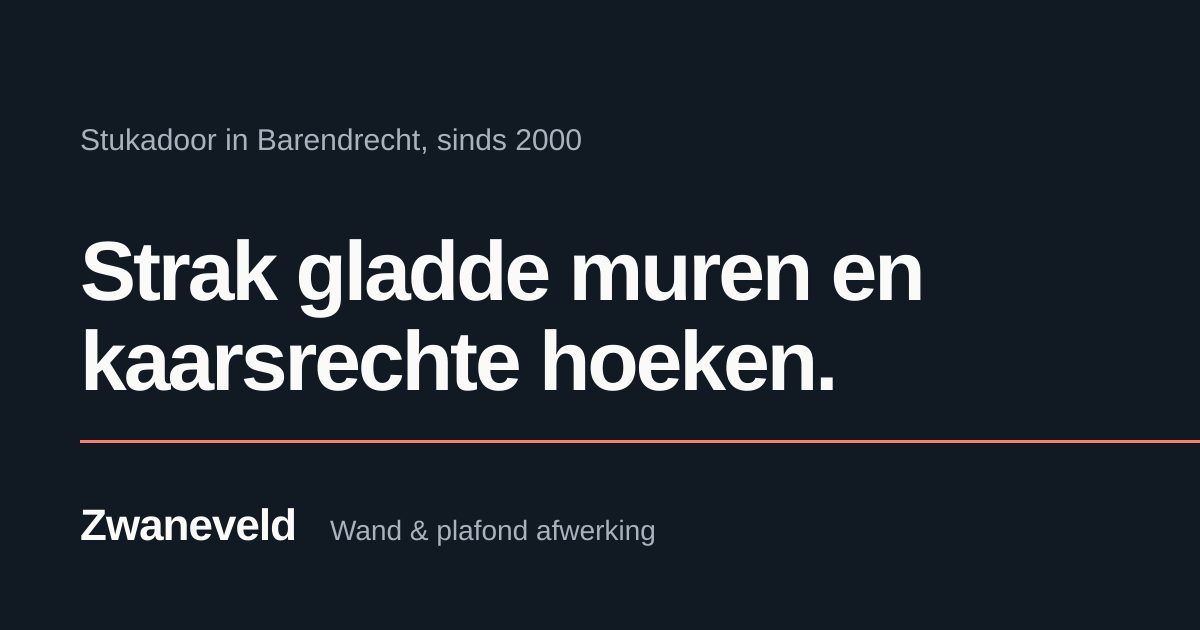 Stukadoor in Barendrecht, sinds 2000
Strak gladde muren en
kaarsrechte hoeken.
Zwaneveld Wand & plafond afwerking